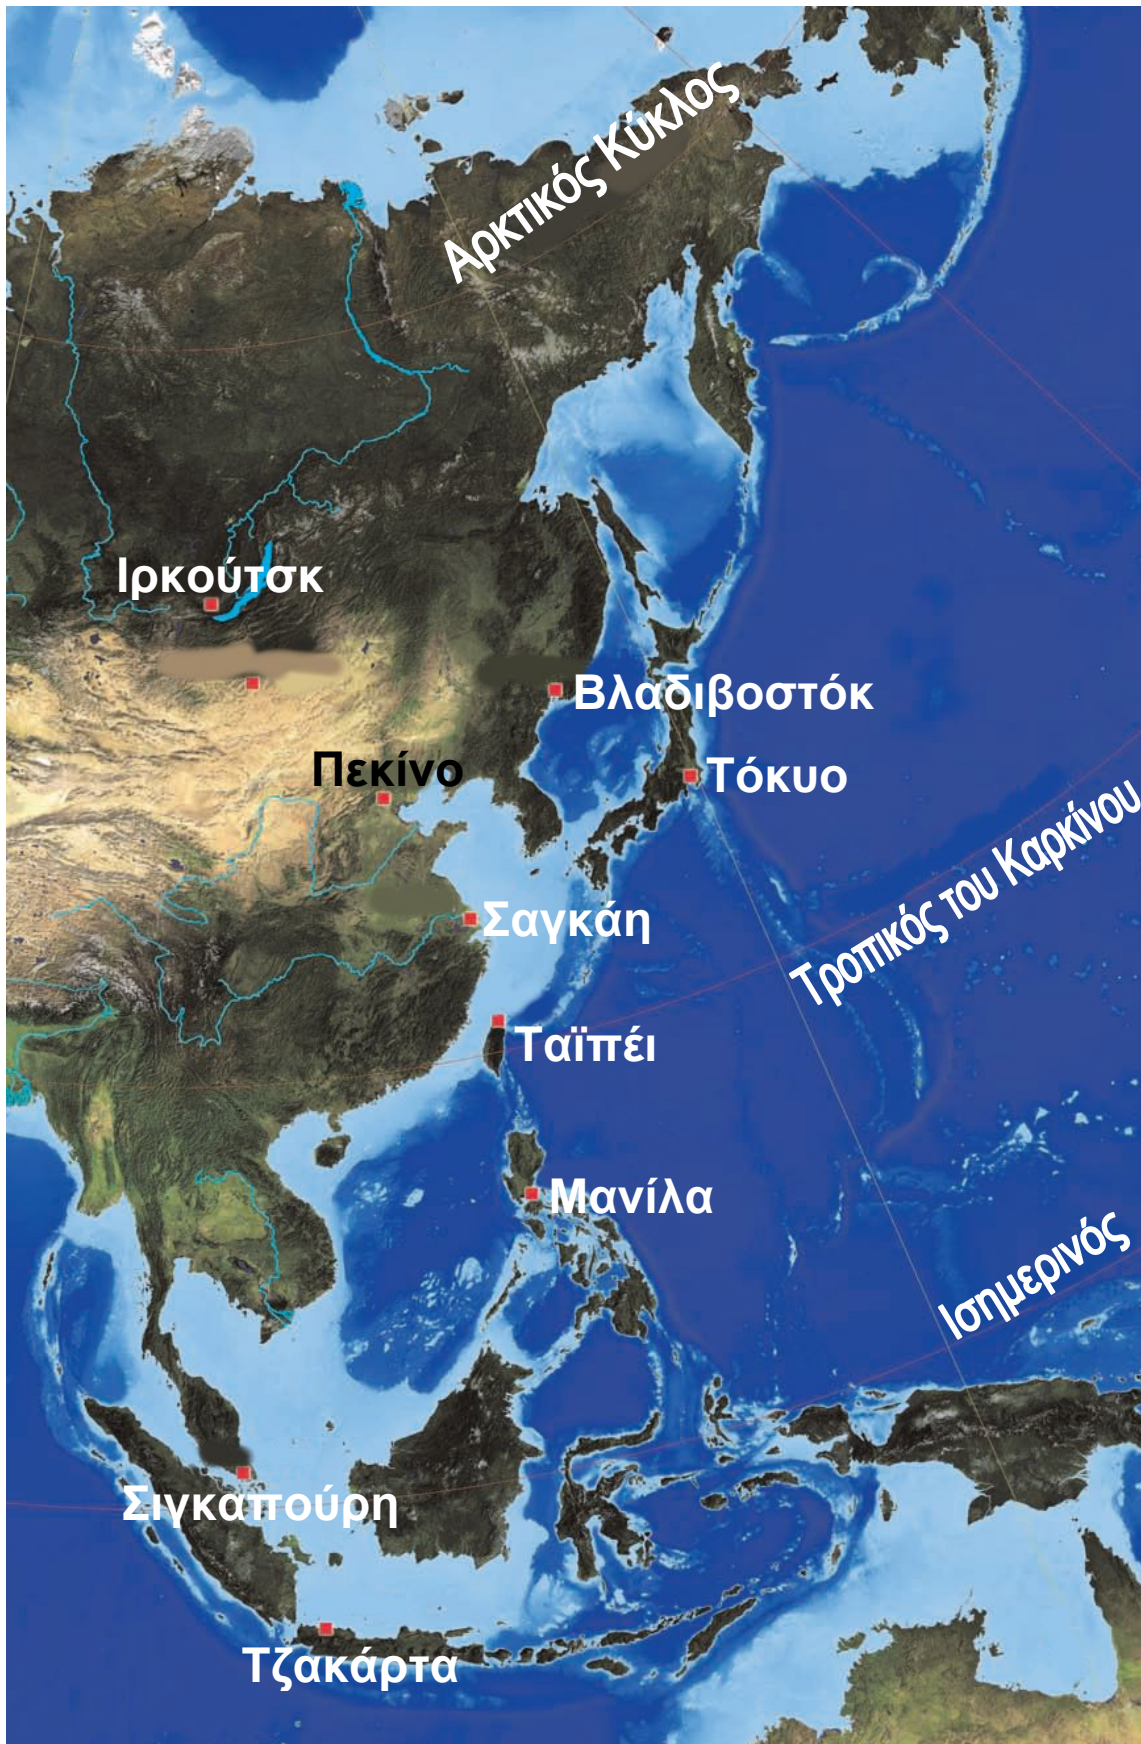 Αρκτικός Κύκλος
Ιρκούτσκ
Βλαδιβοστόκ
Πεκίνο
Τόκυο
Τροπικός του Καρκίνου
Σαγκάη
Ταϊπέι
Μανίλα
Ισημερινός
Σιγκαπούρη
Τζακάρτα